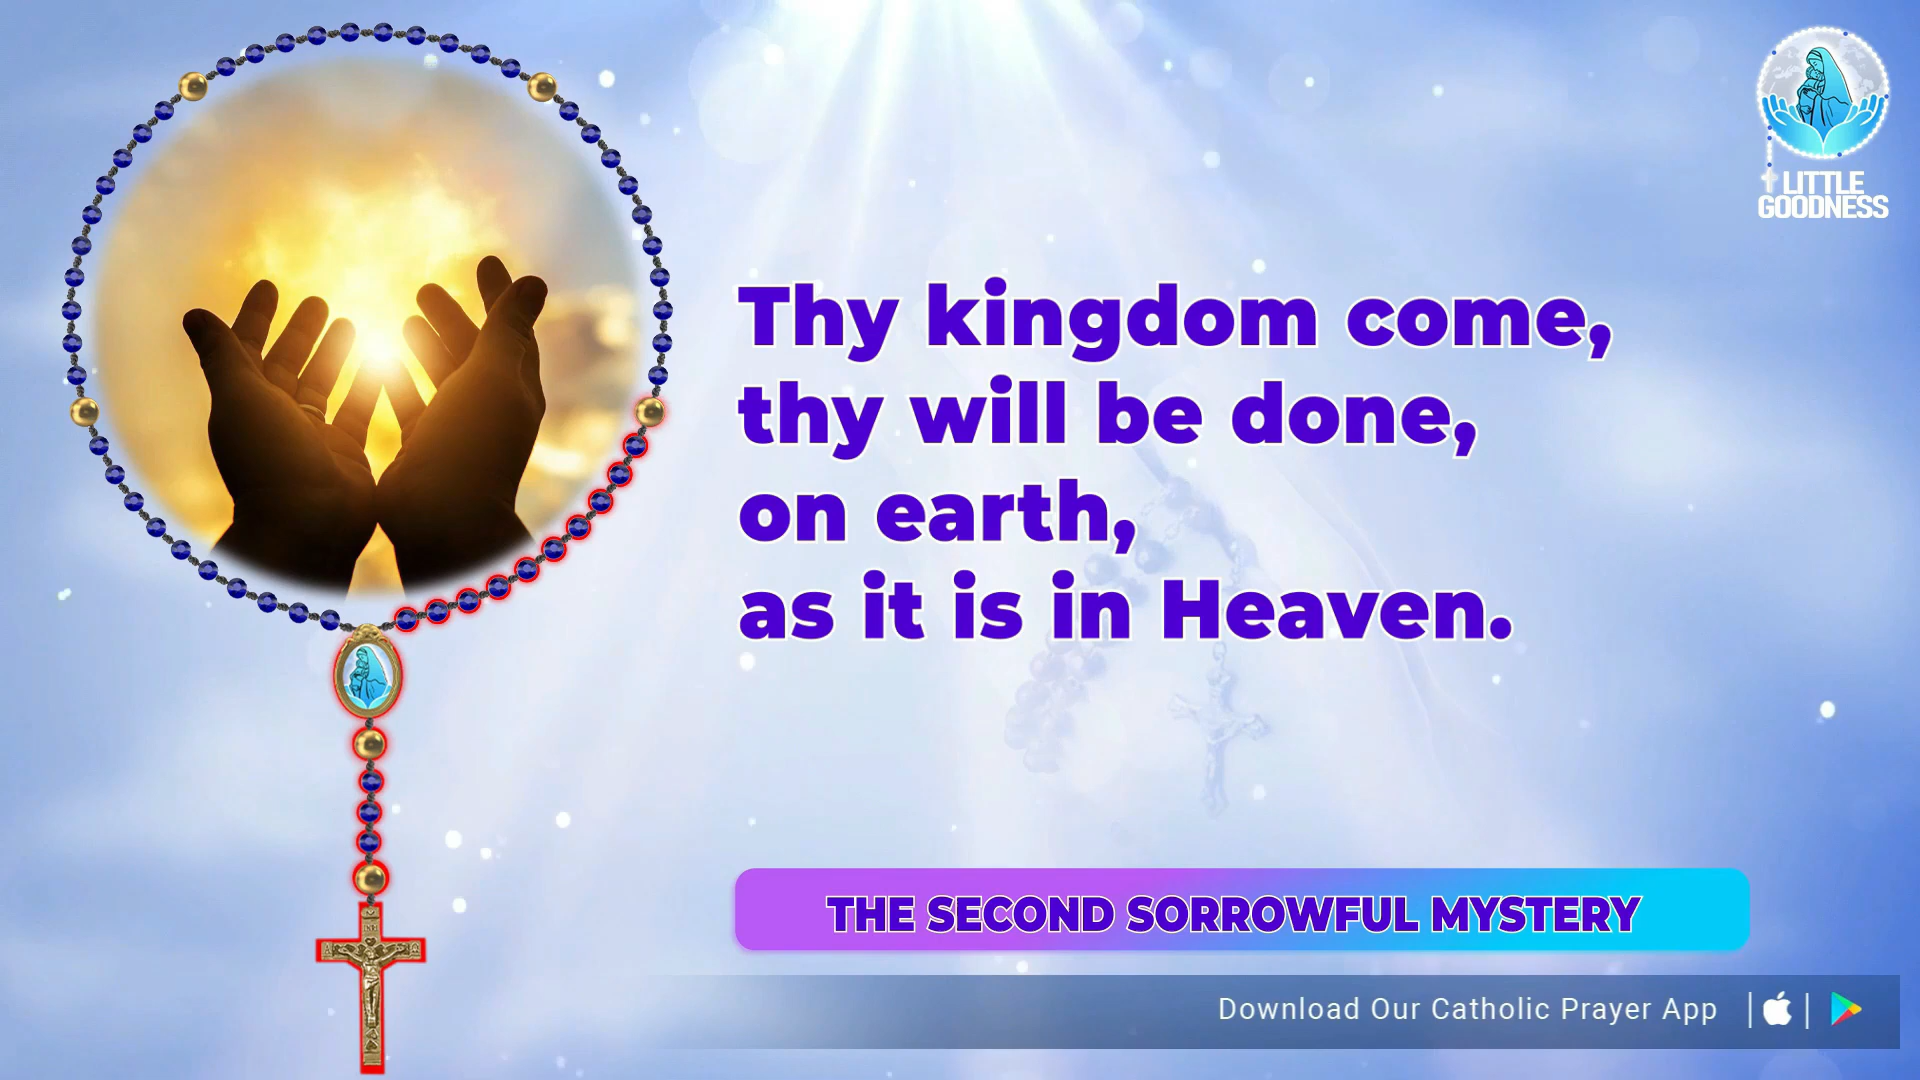 LITTLE
GOODNESS
Thy kingdom come,
thy will be done,
on earth,
as it is in Heaven.
THE SECOND SORROWFUL MYSTERY
Download Our Catholic Prayer App